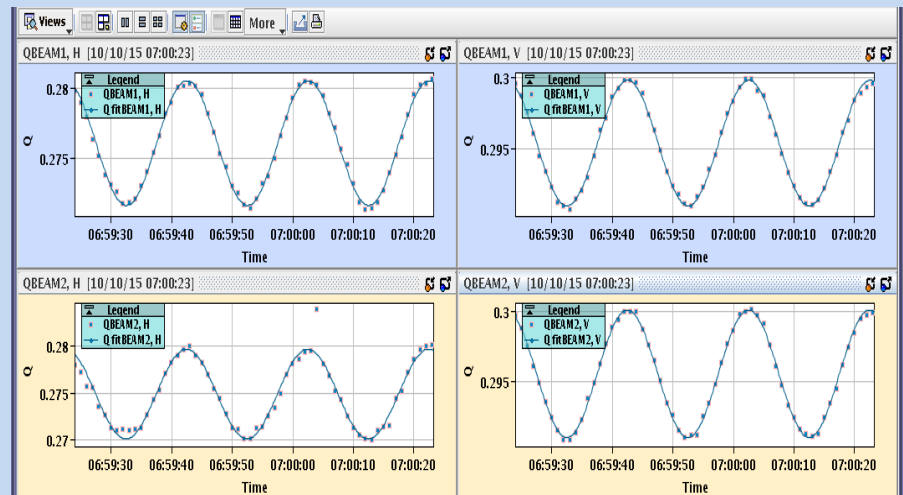 Views More
QBEAM1, H [10/10/15 07:00:23]
Legend
QBEAM1, H
Q fitBEAM1, H
0.28
0.275
Q
06:59:30 06:59:40 06:59:50 07:00:00 07:00:10 07:00:20
Time
QBEAM1, V [10/10/15 07:00:23]
Legend
QBEAM1, V
Q fitBEAM1, V
0.3
0.295
Q
06:59:30 06:59:40 06:59:50 07:00:00 07:00:10 07:00:20
Time
QBEAM2, H [10/10/15 07:00:23]
Legend
QBEAM2, H
Q fitBEAM2, H
0.28
0.275
0.27
Q
06:59:30 06:59:40 06:59:50 07:00:00 07:00:10 07:00:20
Time
QBEAM2, V [10/10/15 07:00:23]
Legend
QBEAM2, V
Q fitBEAM2, V
0.3
0.295
Q
06:59:30 06:59:40 06:59:50 07:00:00 07:00:10 07:00:20
Time